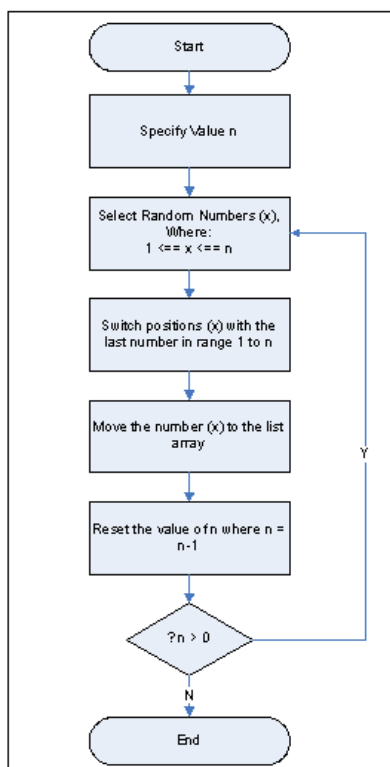 Start
Specify Value n
Select Random Numbers (x),
Where:
1 <== x <== n
Switch positions (x) with the
last number in range 1 to n
Move the number (x) to the list
array
Reset the value of n where n =
n-1
?n > 0
Y
N
End